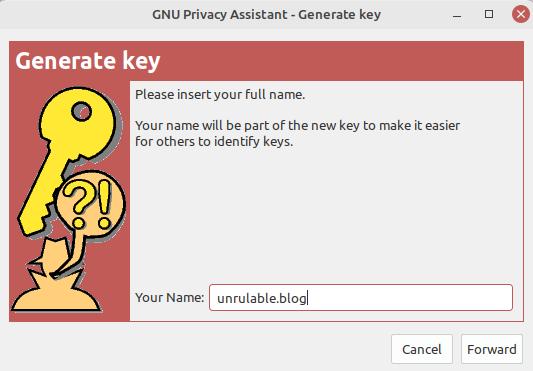 GNU Privacy Assistant - Generate key
Generate key
Please insert your full name.
Your name will be part of the new key to make it easier
for others to identify keys.
?!
Your Name: unrulable.blog
Cancel Forward